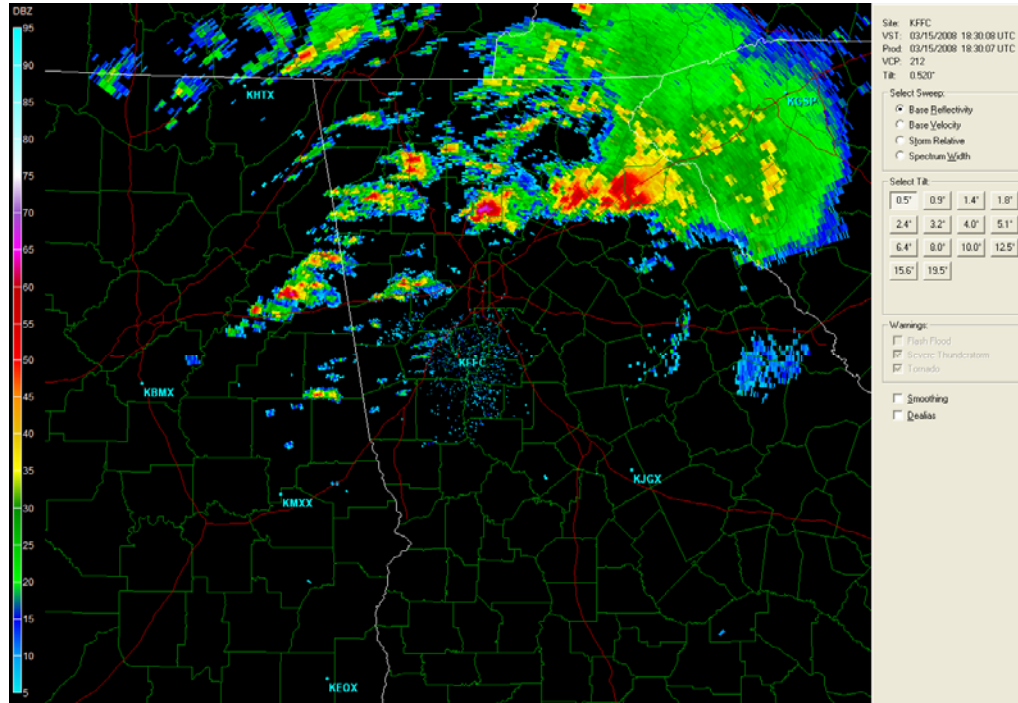 DBZ
95
90
85
80
75
70
65
60
55
50
45
40
35
30
25
20
15
10
5
KHTX
KGSP
KFFC
KBMX
KJGX
KMXX
KEOX
Site: KFFC
VST: 03/15/2008 18:30:08 UTC
Prod: 03/15/2008 18:30:07 UTC
VCP: 212
Tilt: 0.520°
Select Sweep:
Base Reflectivity
Base Velocity
Storm Relative
Spectrum Width
Select Tilt:
0.5° 0.9° 1.4° 1.8°
2.4° 3.2° 4.0° 5.1°
6.4° 8.0° 10.0° 12.5°
15.6° 19.5°
Warnings:
Flash Flood
Severe Thunderstorm
Tornado
Smoothing
Dealias